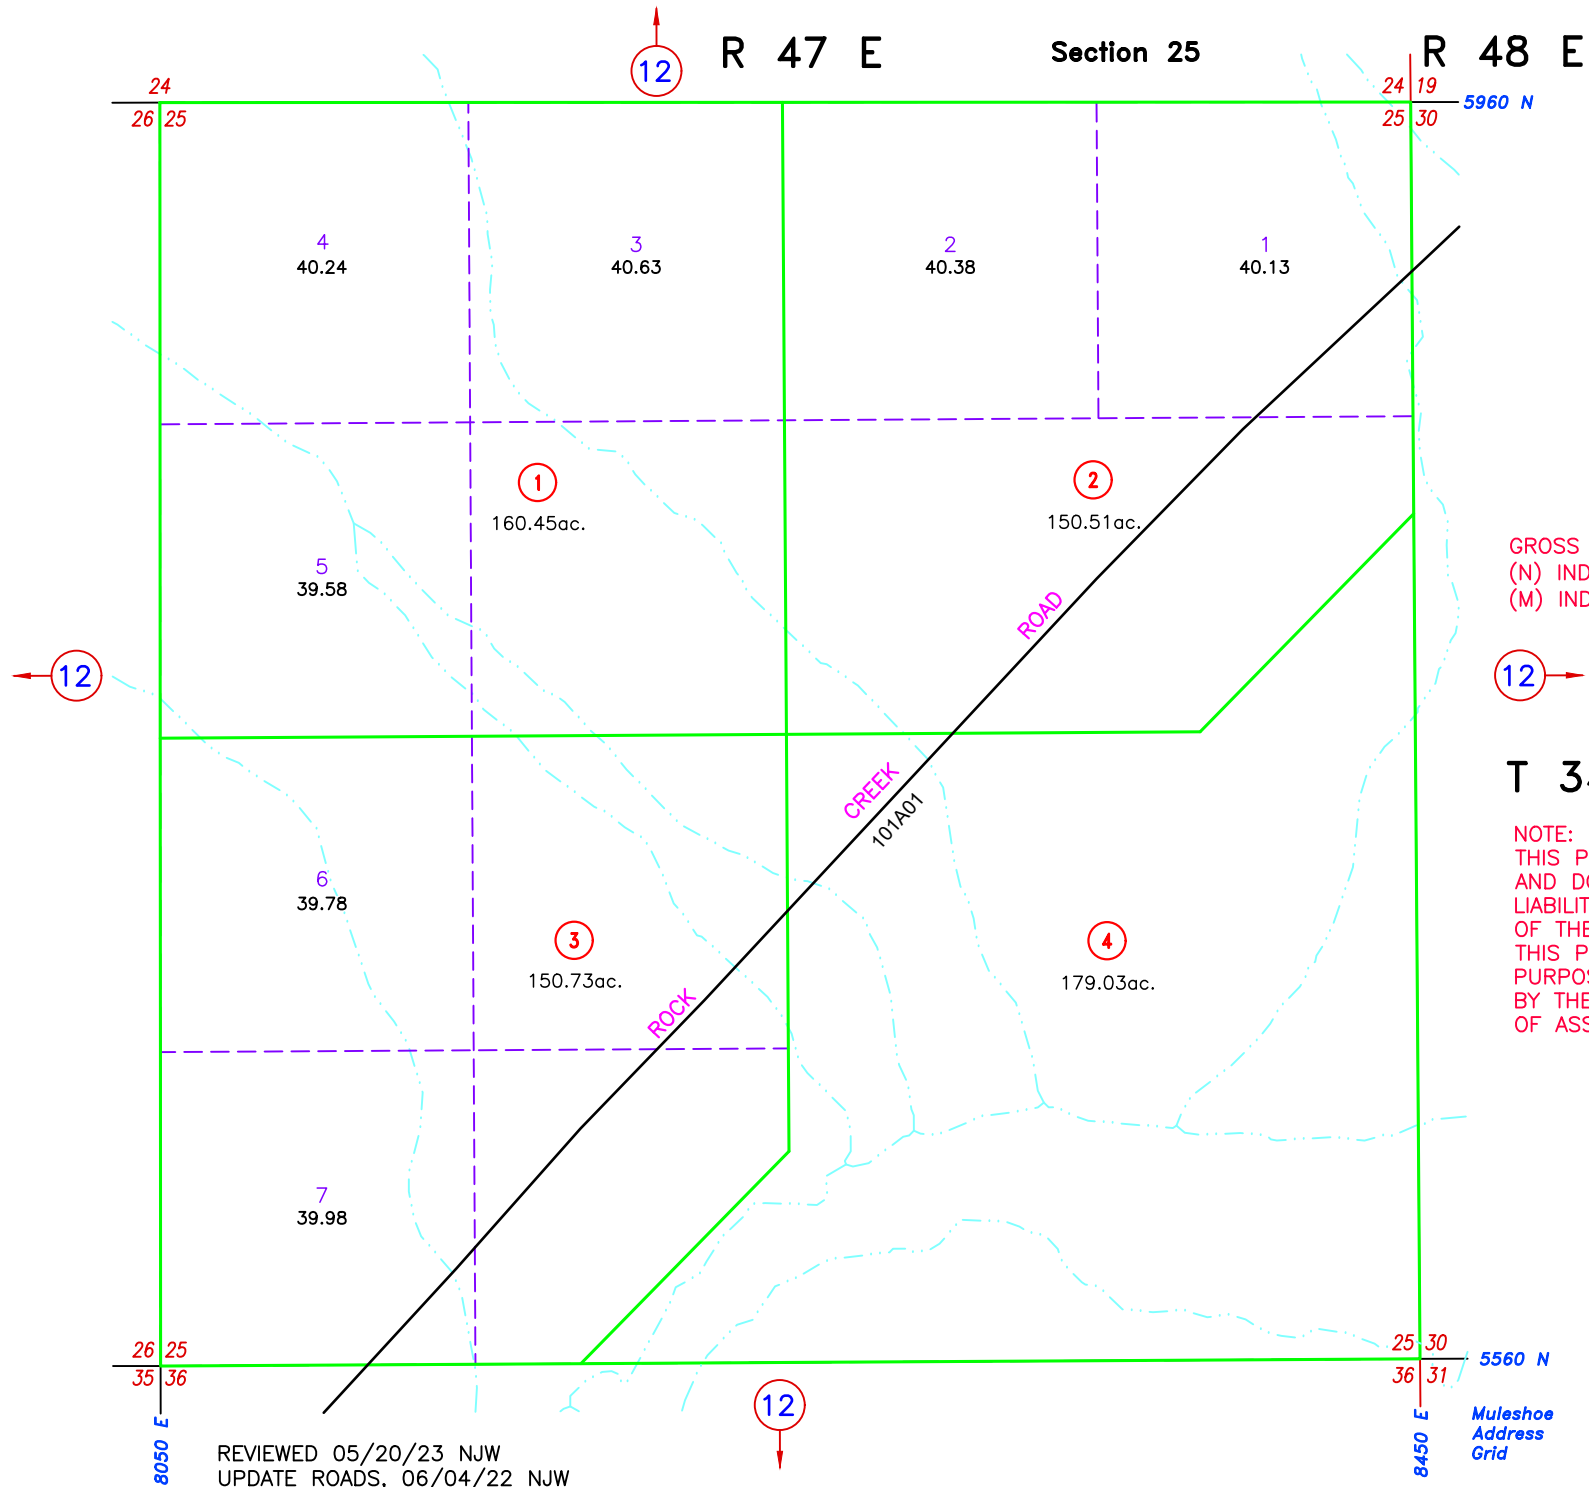 12
R 47 E
Section 25
R 48 E
24
26 25
24 19
25 30
5960 N
4
40.24
3
40.63
2
40.38
1
40.13
1
160.45ac.
2
150.51ac.
5
39.58
GROSS
(N) IND
(M) IND
ROAD
12
12
CREEK
101A01
T
NOTE:
THIS P
AND DO
LIABILIT
OF THE
THIS P
PURPOS
BY THE
OF ASS
6
39.78
3
150.73ac.
4
179.03ac.
ROCK
7
39.98
26 25
35 36
25 30
36 31
5560 N
12
8050 E
8450 E
Muleshoe
Address
Grid
REVIEWED 05/20/23 NJW
UPDATE ROADS, 06/04/22 NJW